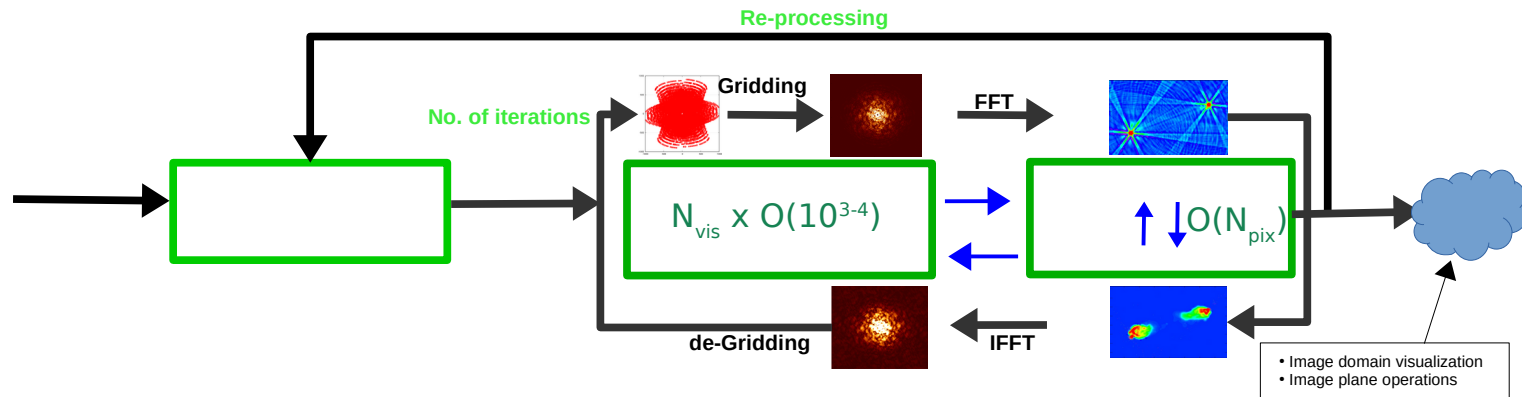 Re-processing
Gridding
FFT
No. of iterations
N_vis x O(10^3-4)
O(N_pix)
de-Gridding
IFFT
• Image domain visualization
• Image plane operations